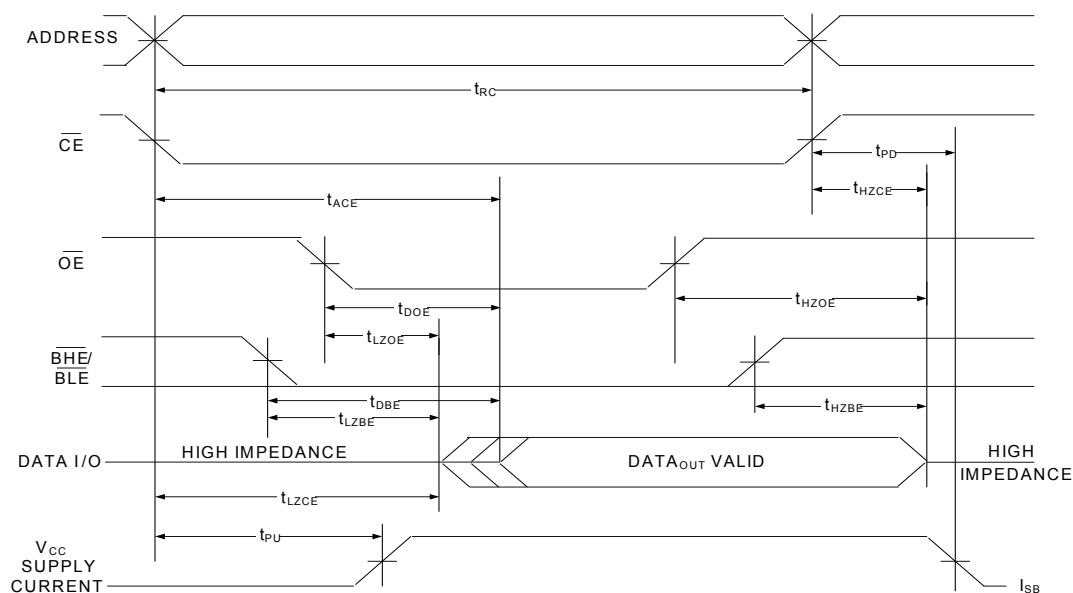 ADDRESS
tRC
CE
tPD
tHZCE
tACE
OE
tDOE
tHZOE
tLZOE
BHE/
BLE
tDBE
tHZBE
tLZBE
DATA I/O
HIGH IMPEDANCE
DATAOUT VALID
HIGH
IMPEDANCE
tLZCE
tPU
VCC
SUPPLY
CURRENT
ISB